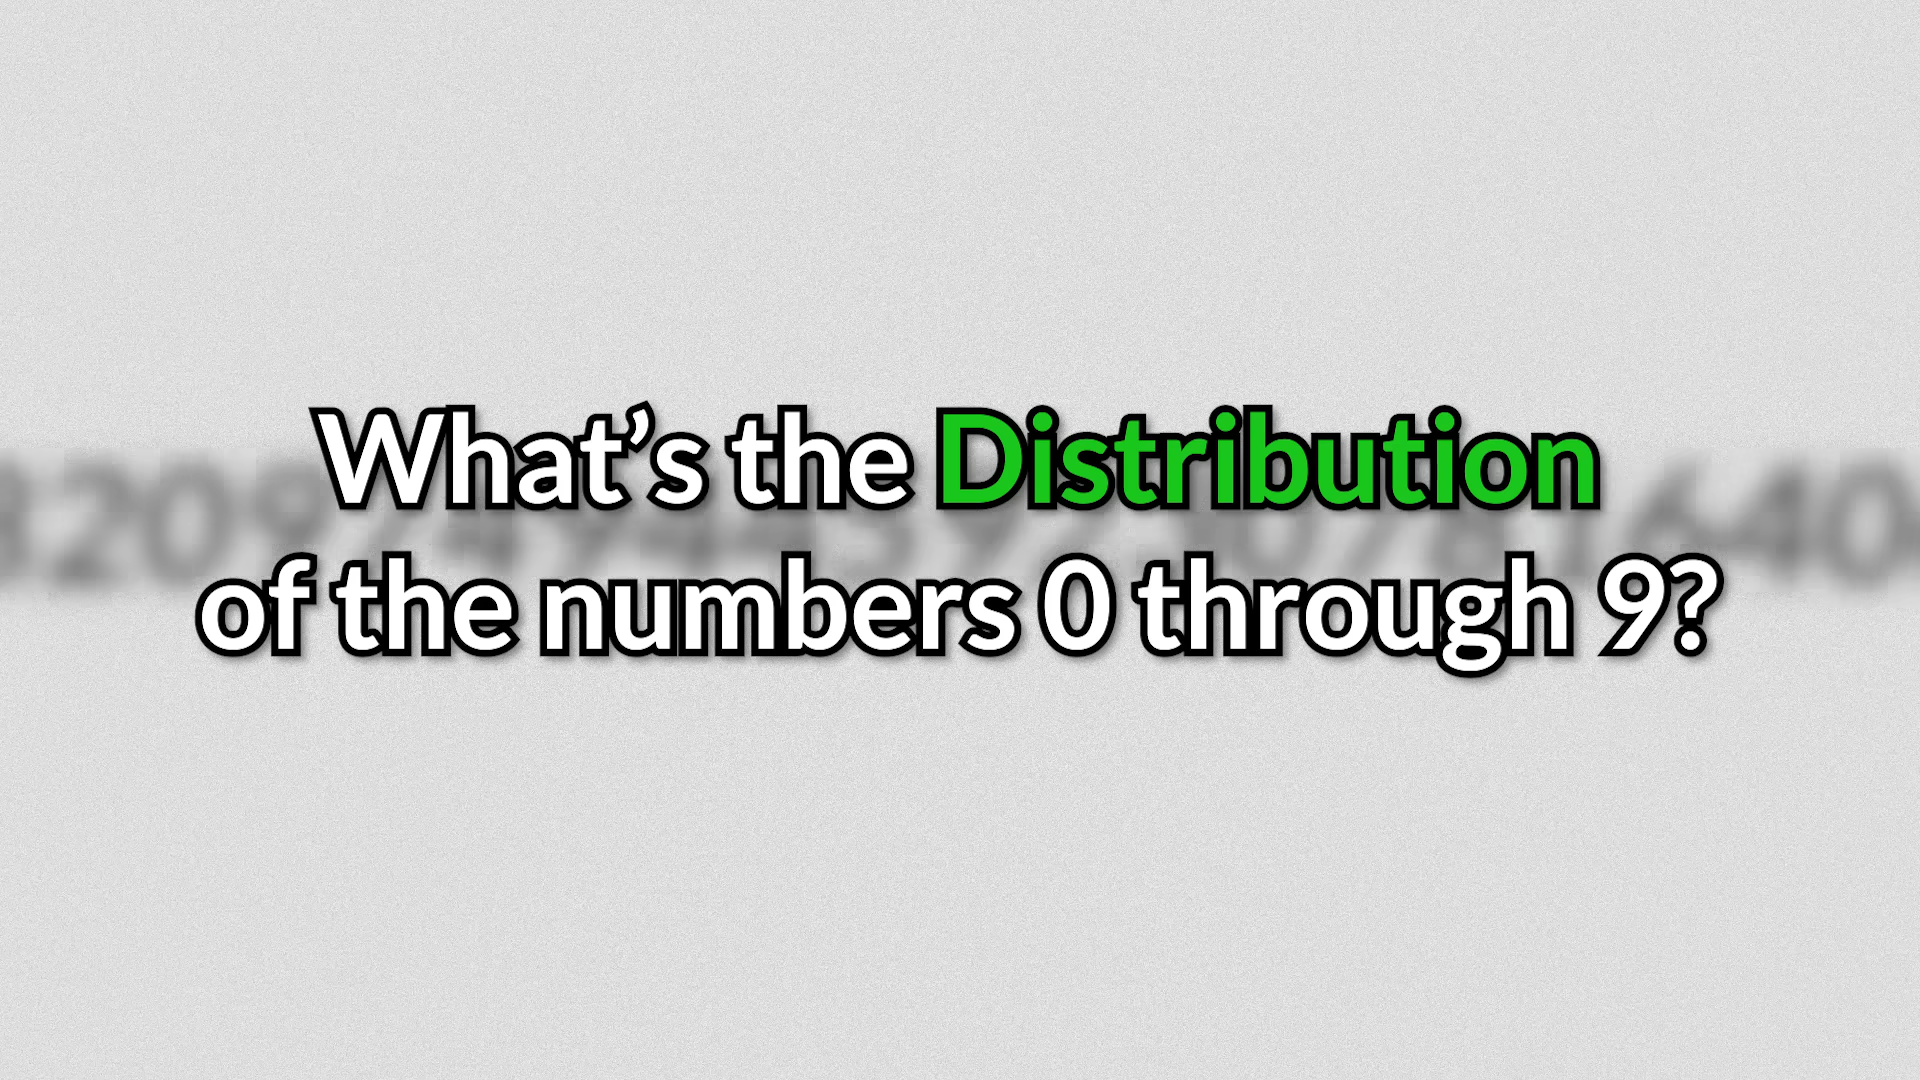 What’s the Distribution
of the numbers 0 through 9?